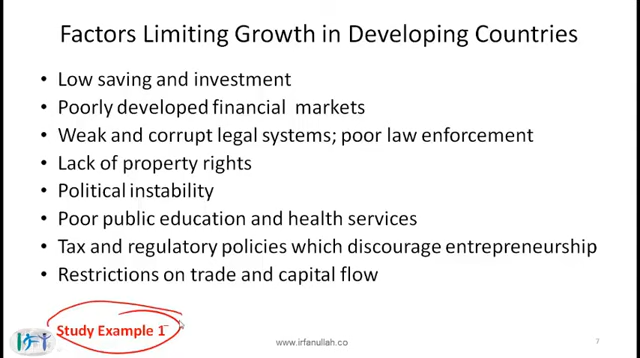 Factors Limiting Growth in Developing Countries
• Low saving and investment
• Poorly developed financial markets
• Weak and corrupt legal systems; poor law enforcement
• Lack of property rights
• Political instability
• Poor public education and health services
• Tax and regulatory policies which discourage entrepreneurship
• Restrictions on trade and capital flow
Study Example 1
www.irfanullah.co
7